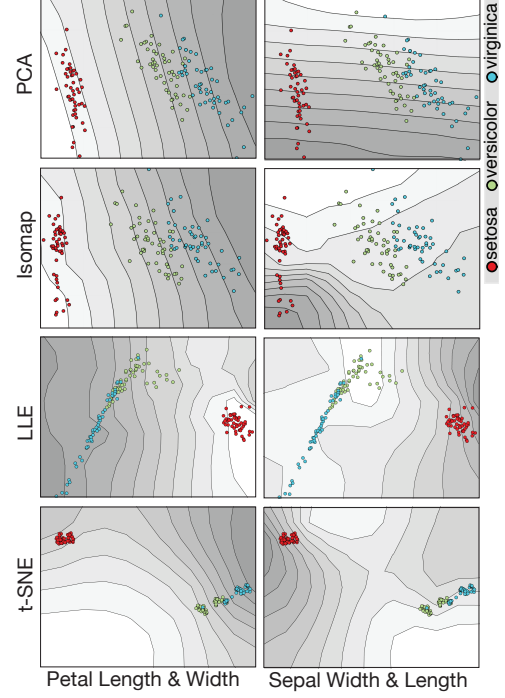 PCA
Isomap
LLE
t-SNE
Petal Length & Width
Sepal Width & Length
setosa versicolor virginica